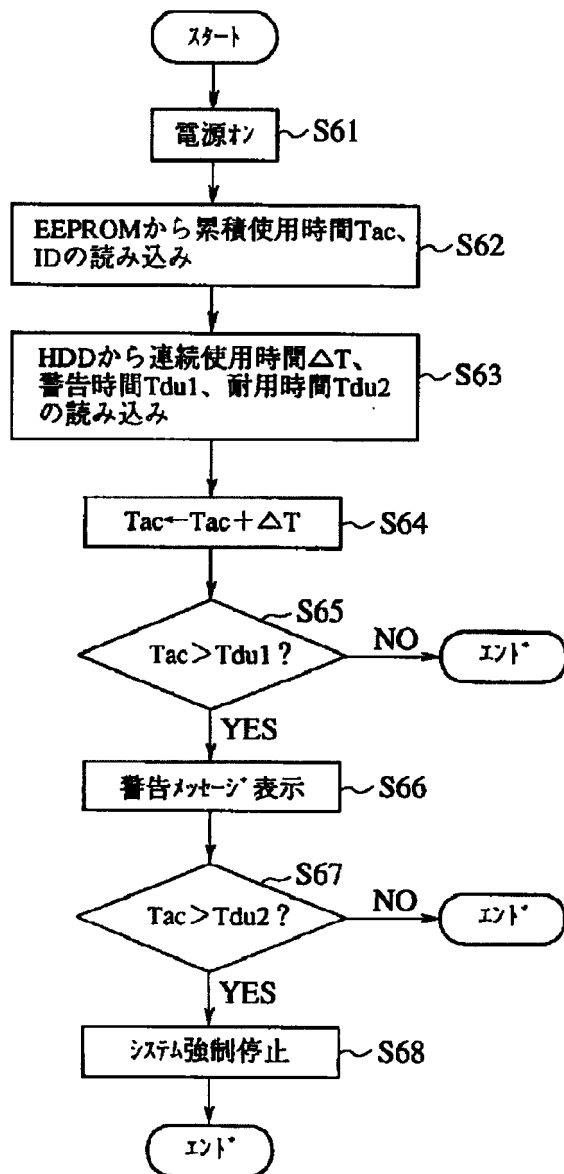 スタート
電源オン
S61
EEPROMから累積使用時間Tac、
IDの読み込み
S62
HDDから連続使用時間△T、
警告時間Tdu1、耐用時間Tdu2
の読み込み
S63
Tac←Tac+△T
S64
S65
Tac>Tdu1?
NO
エンド
YES
警告メッセージ表示
S66
S67
Tac>Tdu2?
NO
エンド
YES
システム強制停止
S68
エンド